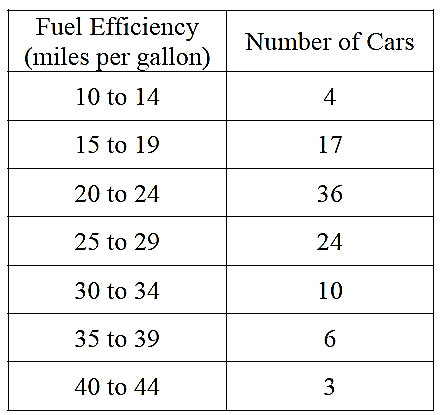 Fuel Efficiency
(miles per gallon)
Number of Cars
10 to 14
4
15 to 19
17
20 to 24
36
25 to 29
24
30 to 34
10
35 to 39
6
40 to 44
3